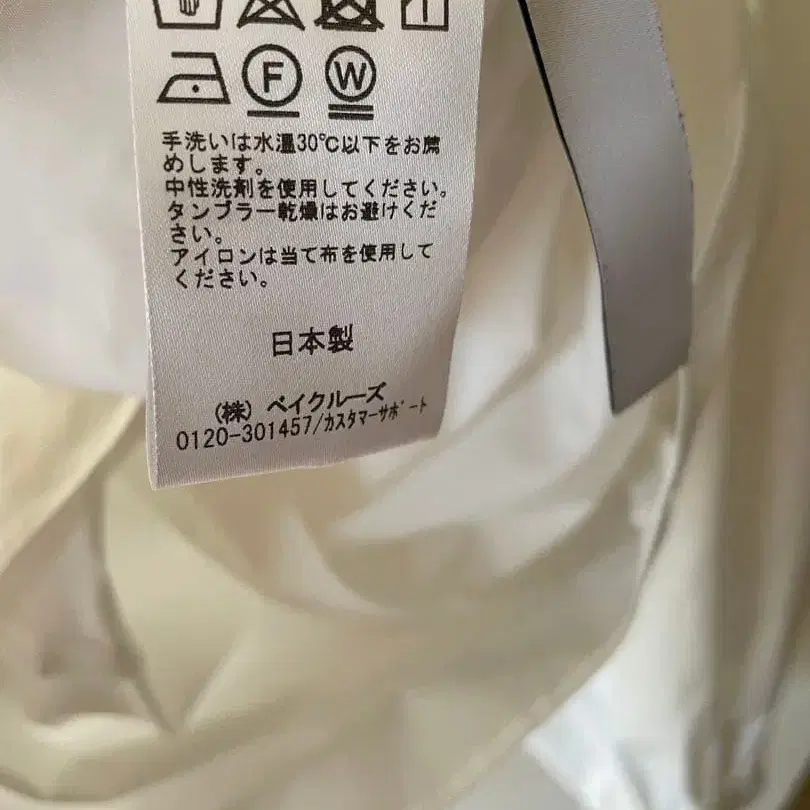 F W
手洗いは水温30℃以下をお薦
めします。
中性洗剤を使用してください。
タンブラー乾燥はお避けくだ
さい。
アイロンは当て布を使用して
ください。
日本製
(株) ベイクルーズ
0120-301457/カスタマーサポート